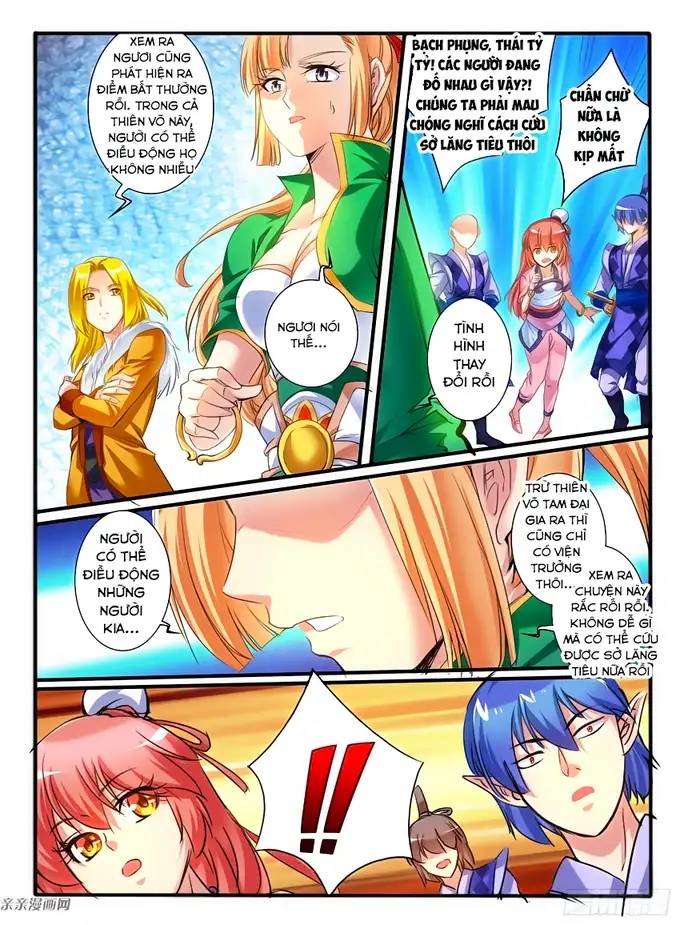 XEM RA
NGƯƠI CŨNG
PHÁT HIỆN RA
ĐIỂM BẤT THƯỜNG
RỒI. TRONG CẢ
THIÊN VÕ NÀY,
NGƯỜI CÓ THỂ
ĐIỀU ĐỘNG HỌ
KHÔNG NHIỀU
NGƯƠI NÓI
THẾ...
BẠCH PHỤNG, THÁI TỶ
TỶ! CÁC NGƯỜI ĐANG
ĐỐ NHAU GÌ VẬY?!
CHÚNG TA PHẢI MAU
CHÓNG NGHĨ CÁCH CỨU
SỞ LĂNG TIÊU THÔI
CHẦN CHỪ
NỮA LÀ
KHÔNG
KỊP MẤT
TÌNH
HÌNH
THAY
ĐỔI RỒI
NGƯỜI
CÓ THỂ
ĐIỀU ĐỘNG
NHỮNG
NGƯỜI
KIA...
TRỪ THIÊN
VÕ TAM ĐẠI
GIA RA THÌ
CŨNG CHỈ
CÓ VIỆN
TRƯỞNG
THÔI...
XEM RA
CHUYỆN NÀY
RẮC RỐI RỒI.
KHÔNG DỄ GÌ
MÀ CÓ THỂ CỨU
ĐƯỢC SỞ LĂNG
TIÊU NỮA RỒI
!!
亲亲漫画网